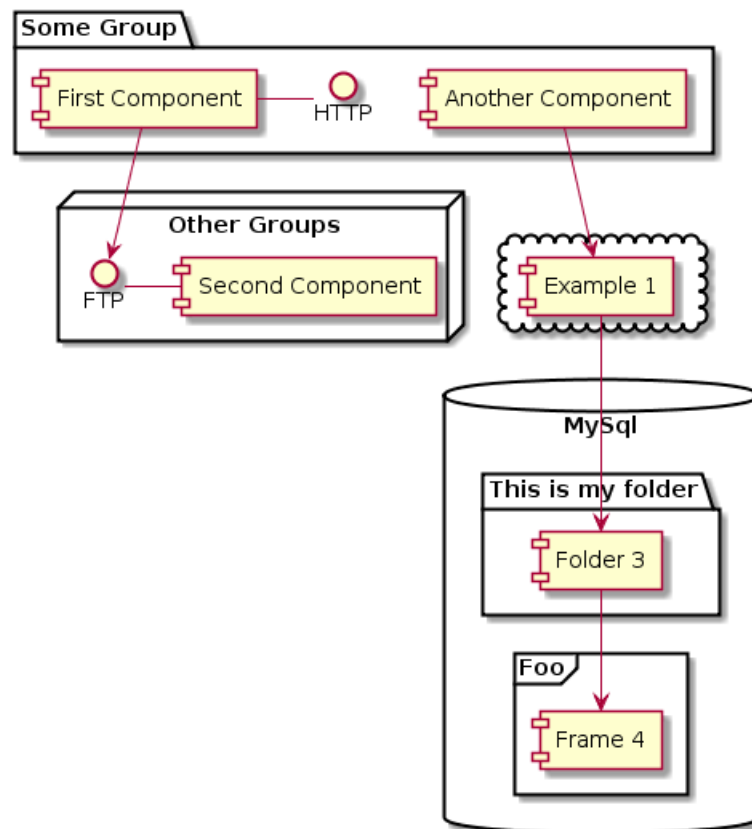 Some Group
First Component
HTTP
Another Component
Other Groups
FTP
Second Component
Example 1
MySql
This is my folder
Folder 3
Foo
Frame 4